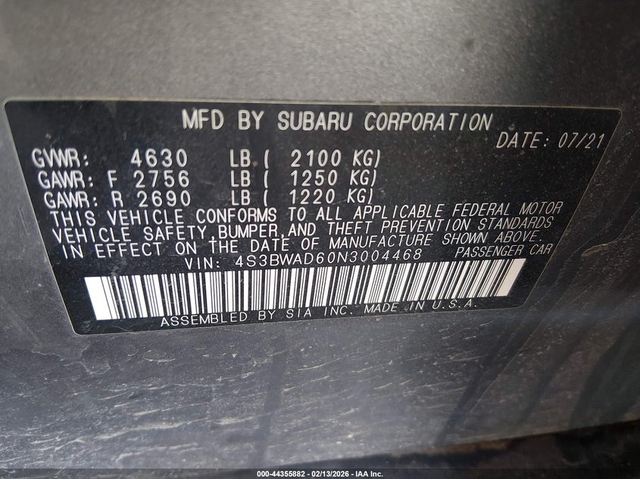 MFD BY SUBARU CORPORATION
DATE: 07/21
GVWR: 4630 LB ( 2100 KG)
GAWR: F 2756 LB ( 1250 KG)
GAWR: R 2690 LB ( 1220 KG)
THIS VEHICLE CONFORMS TO ALL APPLICABLE FEDERAL MOTOR
VEHICLE SAFETY, BUMPER, AND THEFT PREVENTION STANDARDS
IN EFFECT ON THE DATE OF MANUFACTURE SHOWN ABOVE.
VIN: 4S3BWAD60N3004468 PASSENGER CAR
ASSEMBLED BY SIA INC. MADE IN U.S.A.
000-44355882 - 02/13/2026 - IAA Inc.